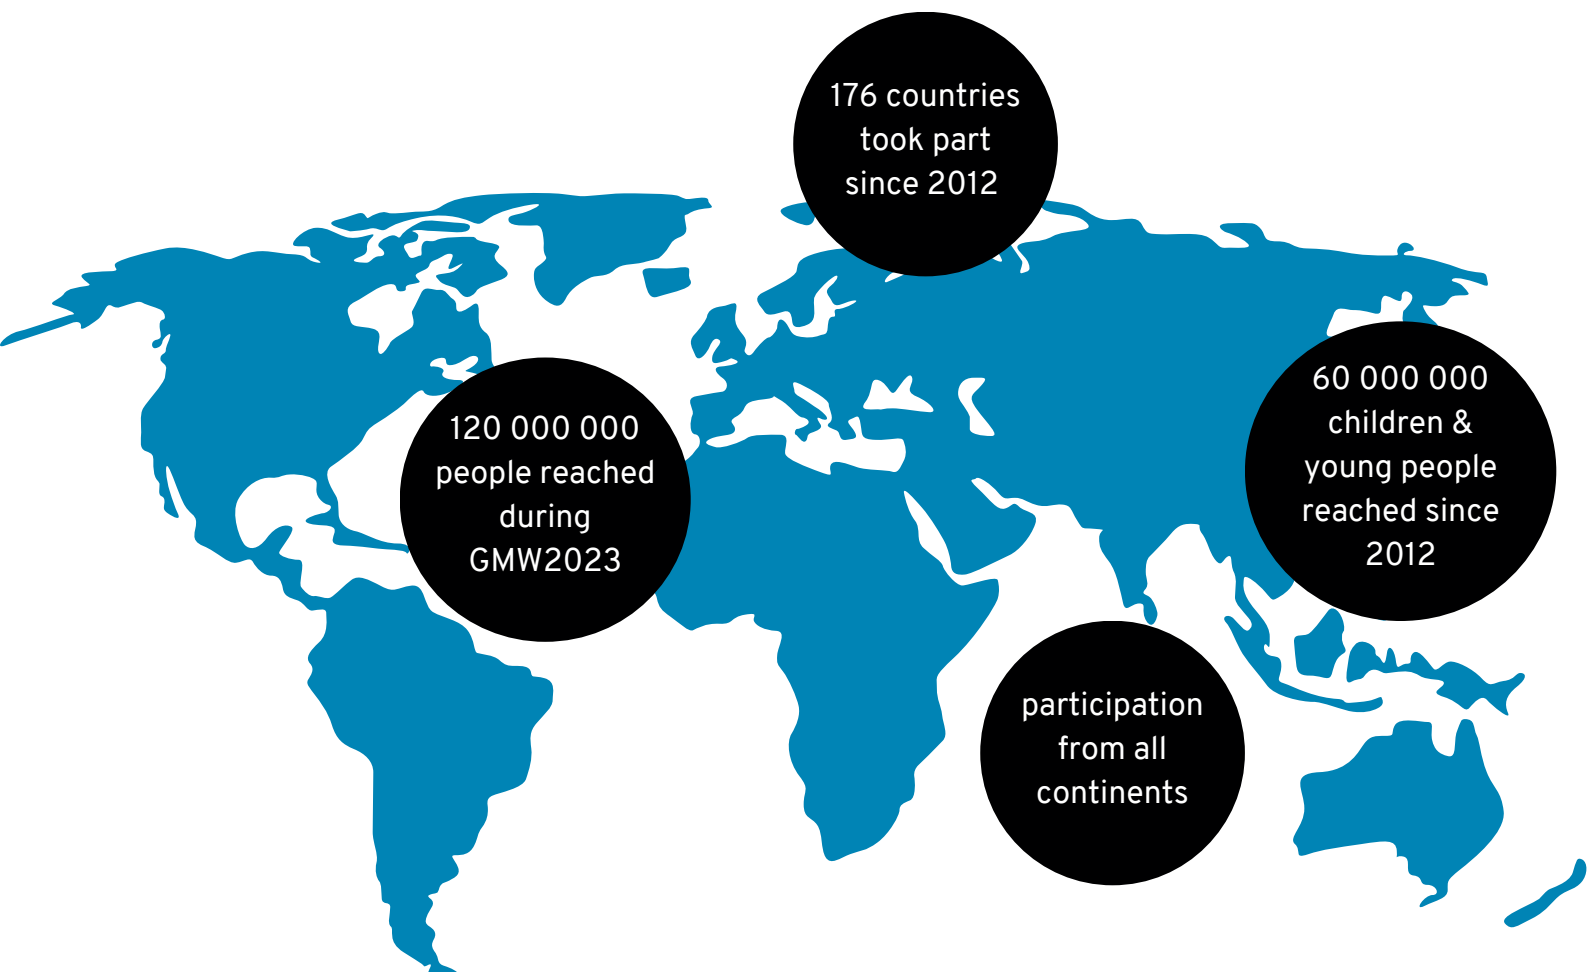 176 countries
took part
since 2012
120 000 000
people reached
during
GMW2023
60 000 000
children &
young people
reached since
2012
participation
from all
continents